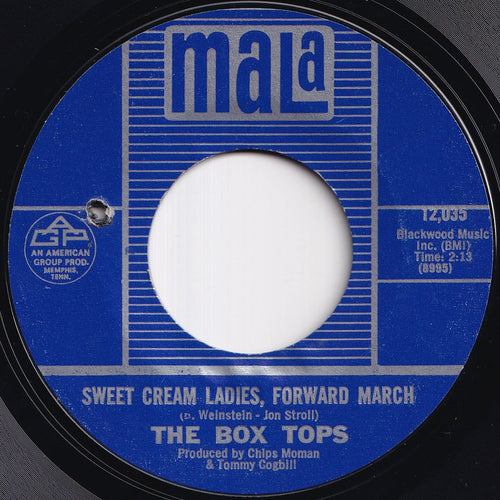 mala
12,035
Blackwood Music
Inc. (BMI)
Time: 2:13
(8995)
AGP
®
AN AMERICAN
GROUP PROD.
MEMPHIS,
TENN.
SWEET CREAM LADIES, FORWARD MARCH
(D. Weinstein - Jon Stroll)
THE BOX TOPS
Produced by Chips Moman
& Tommy Cogbill